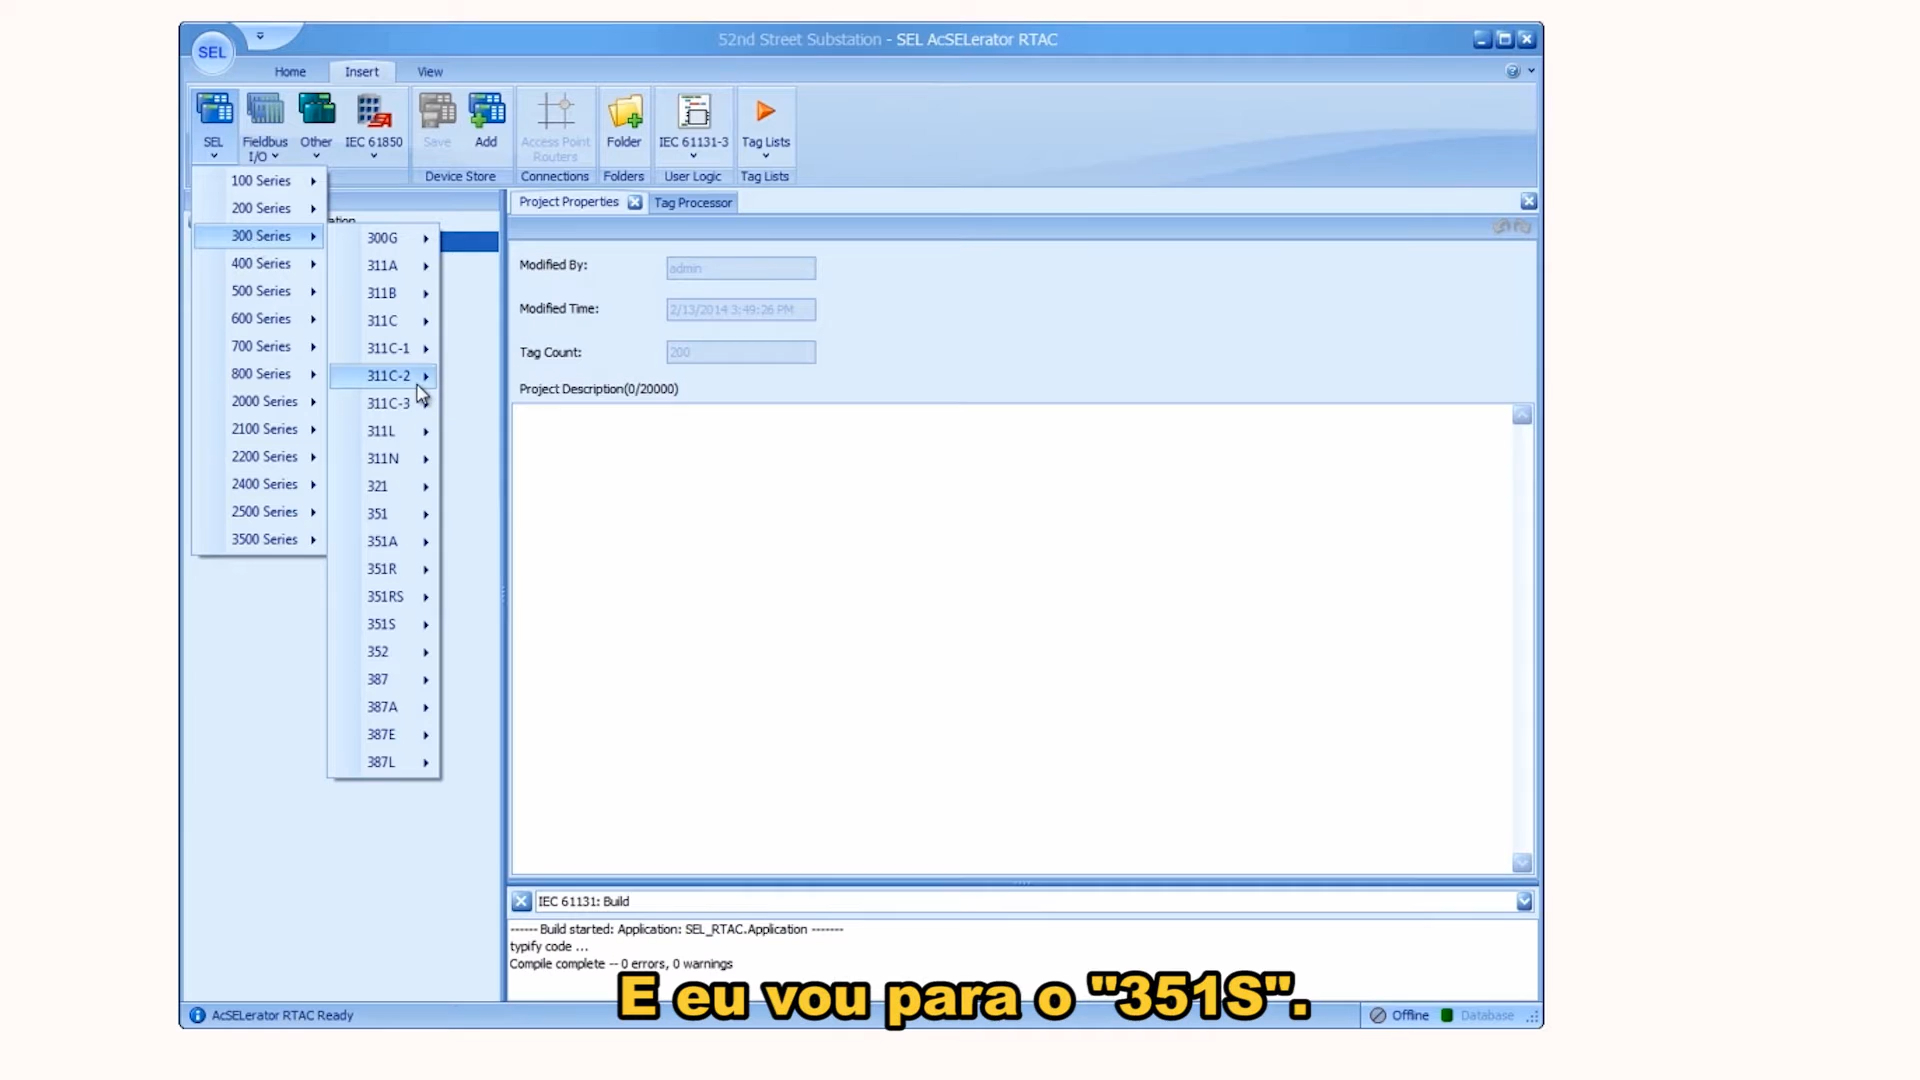 52nd Street Substation - SEL AcSELerator RTAC
SEL
Home
Insert
View
SEL
Fieldbus
I/O
Other
IEC 61850
Save
Add
Access Point
Routers
Folder
IEC 61131-3
Tag Lists
Device Store
Connections
Folders
User Logic
Tag Lists
100 Series
200 Series
300 Series
400 Series
500 Series
600 Series
700 Series
800 Series
2000 Series
2100 Series
2200 Series
2400 Series
2500 Series
3500 Series
300G
311A
311B
311C
311C-1
311C-2
311C-3
311L
311N
321
351
351A
351R
351RS
351S
352
387
387A
387E
387L
Project Properties
Tag Processor
Modified By:
admin
Modified Time:
2/13/2014 3:49:26 PM
Tag Count:
200
Project Description(0/20000)
IEC 61131: Build
------ Build started: Application: SEL_RTAC.Application -------
typify code ...
Compile complete -- 0 errors, 0 warnings
E eu vou para o "351S".
AcSELerator RTAC Ready
Offline
Database